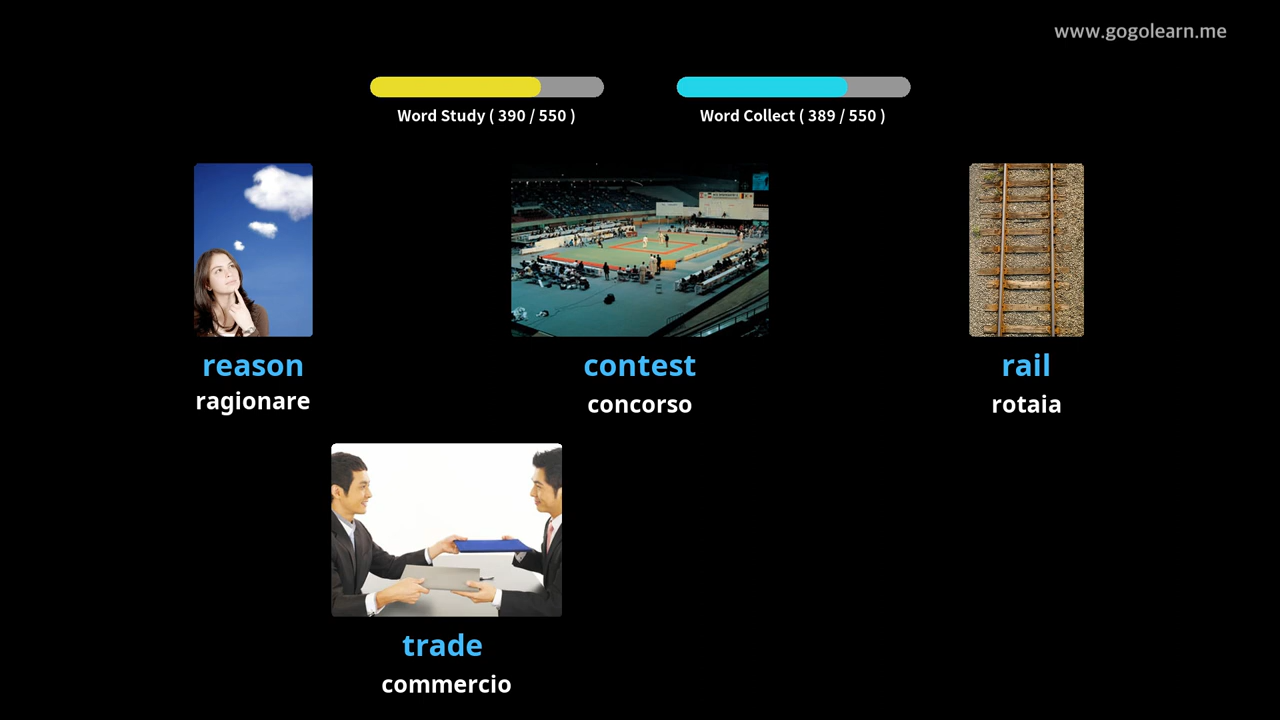 www.gogolearn.me
Word Study ( 390 / 550 )
Word Collect ( 389 / 550 )
reason
ragionare
contest
concorso
rail
rotaia
trade
commercio